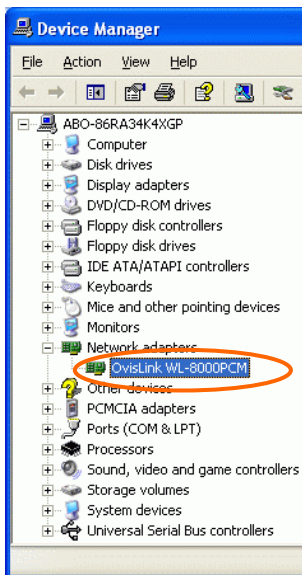 Device Manager
File Action View Help
ABO-86RA34K4XGP
Computer
Disk drives
Display adapters
DVD/CD-ROM drives
Floppy disk controllers
Floppy disk drives
IDE ATA/ATAPI controllers
Keyboards
Mice and other pointing devices
Monitors
Network adapters
OvisLink WL-8000PCM
Other devices
PCMCIA adapters
Ports (COM & LPT)
Processors
Sound, video and game controllers
Storage volumes
System devices
Universal Serial Bus controllers